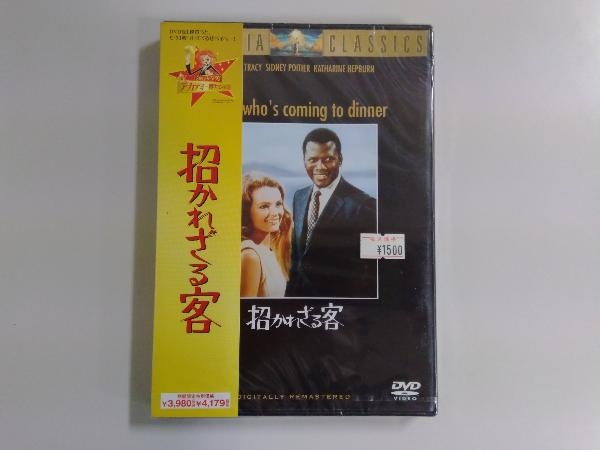 招かれざる客
¥3,980 ¥4,179
IA CLASSICS
TRACY SIDNEY POITIER KATHARINE HEPBURN
who's coming to dinner
¥1500
招かれざる客
DVD
VIDEO
DIGITALLY REMASTERED